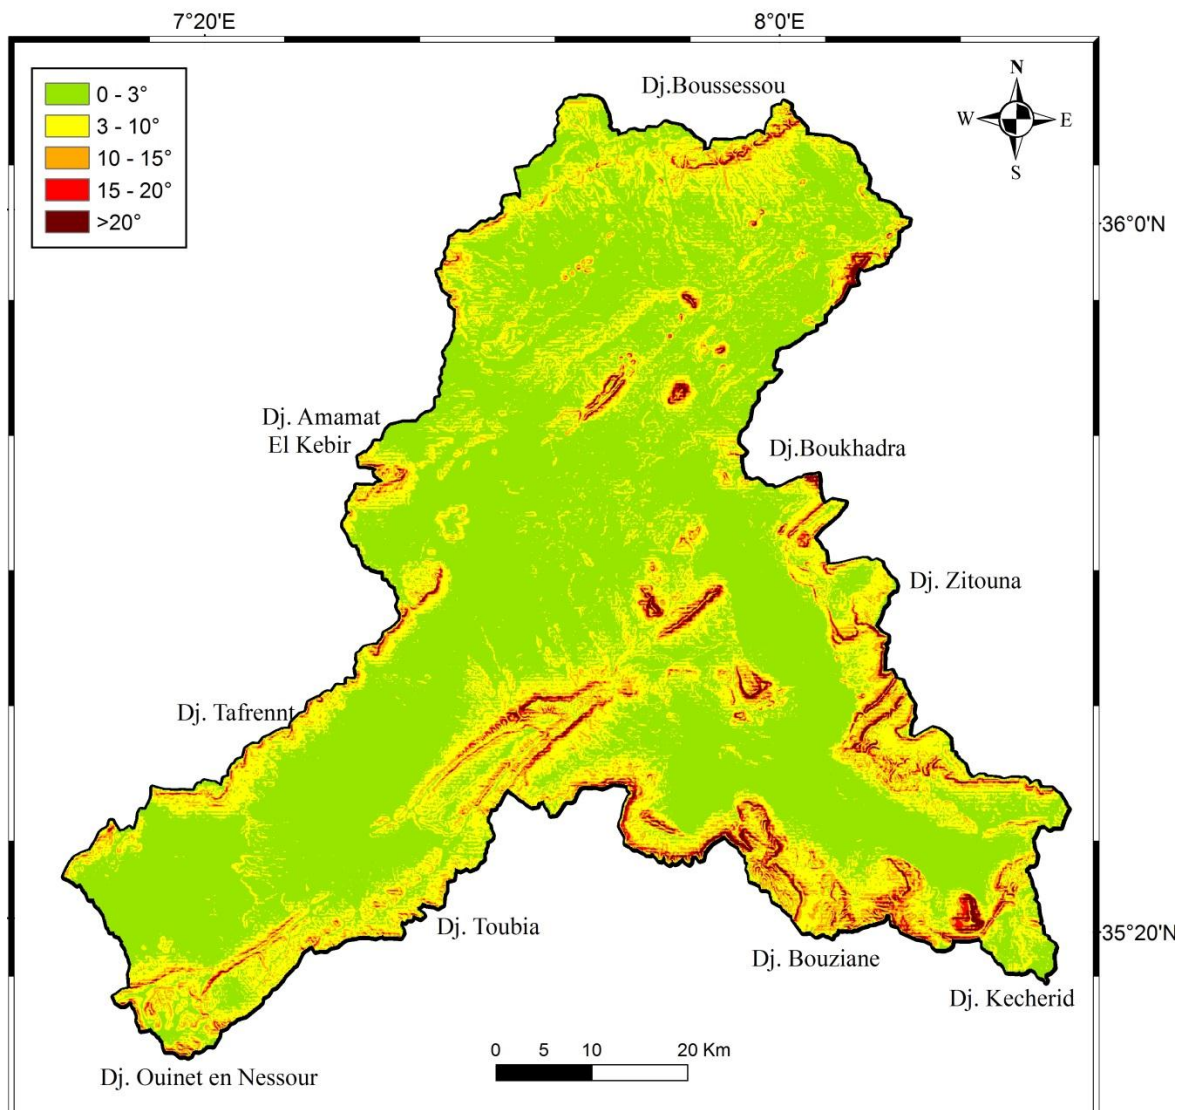 7°20'E
8°0'E
0 - 3°
3 - 10°
10 - 15°
15 - 20°
>20°
Dj.Boussessou
N
W
E
S
36°0'N
Dj. Amamat
El Kebir
Dj.Boukhadra
Dj. Zitouna
Dj. Tafrennt
Dj. Toubia
Dj. Bouziane
35°20'N
Dj. Kecherid
0 5 10 20 Km
Dj. Ouinet en Nessour